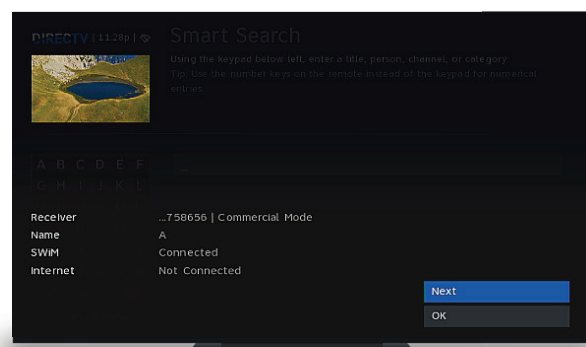 DIRECTV | 11:28p |
Smart Search
Using the keypad below left, enter a title, person, channel, or category.
Tip: Use the number keys on the remote instead of the keypad for numerical
entries.
A B C D E F
G H I J K L
Receiver ...758656 | Commercial Mode
Name A
SWiM Connected
Internet Not Connected
Next
OK